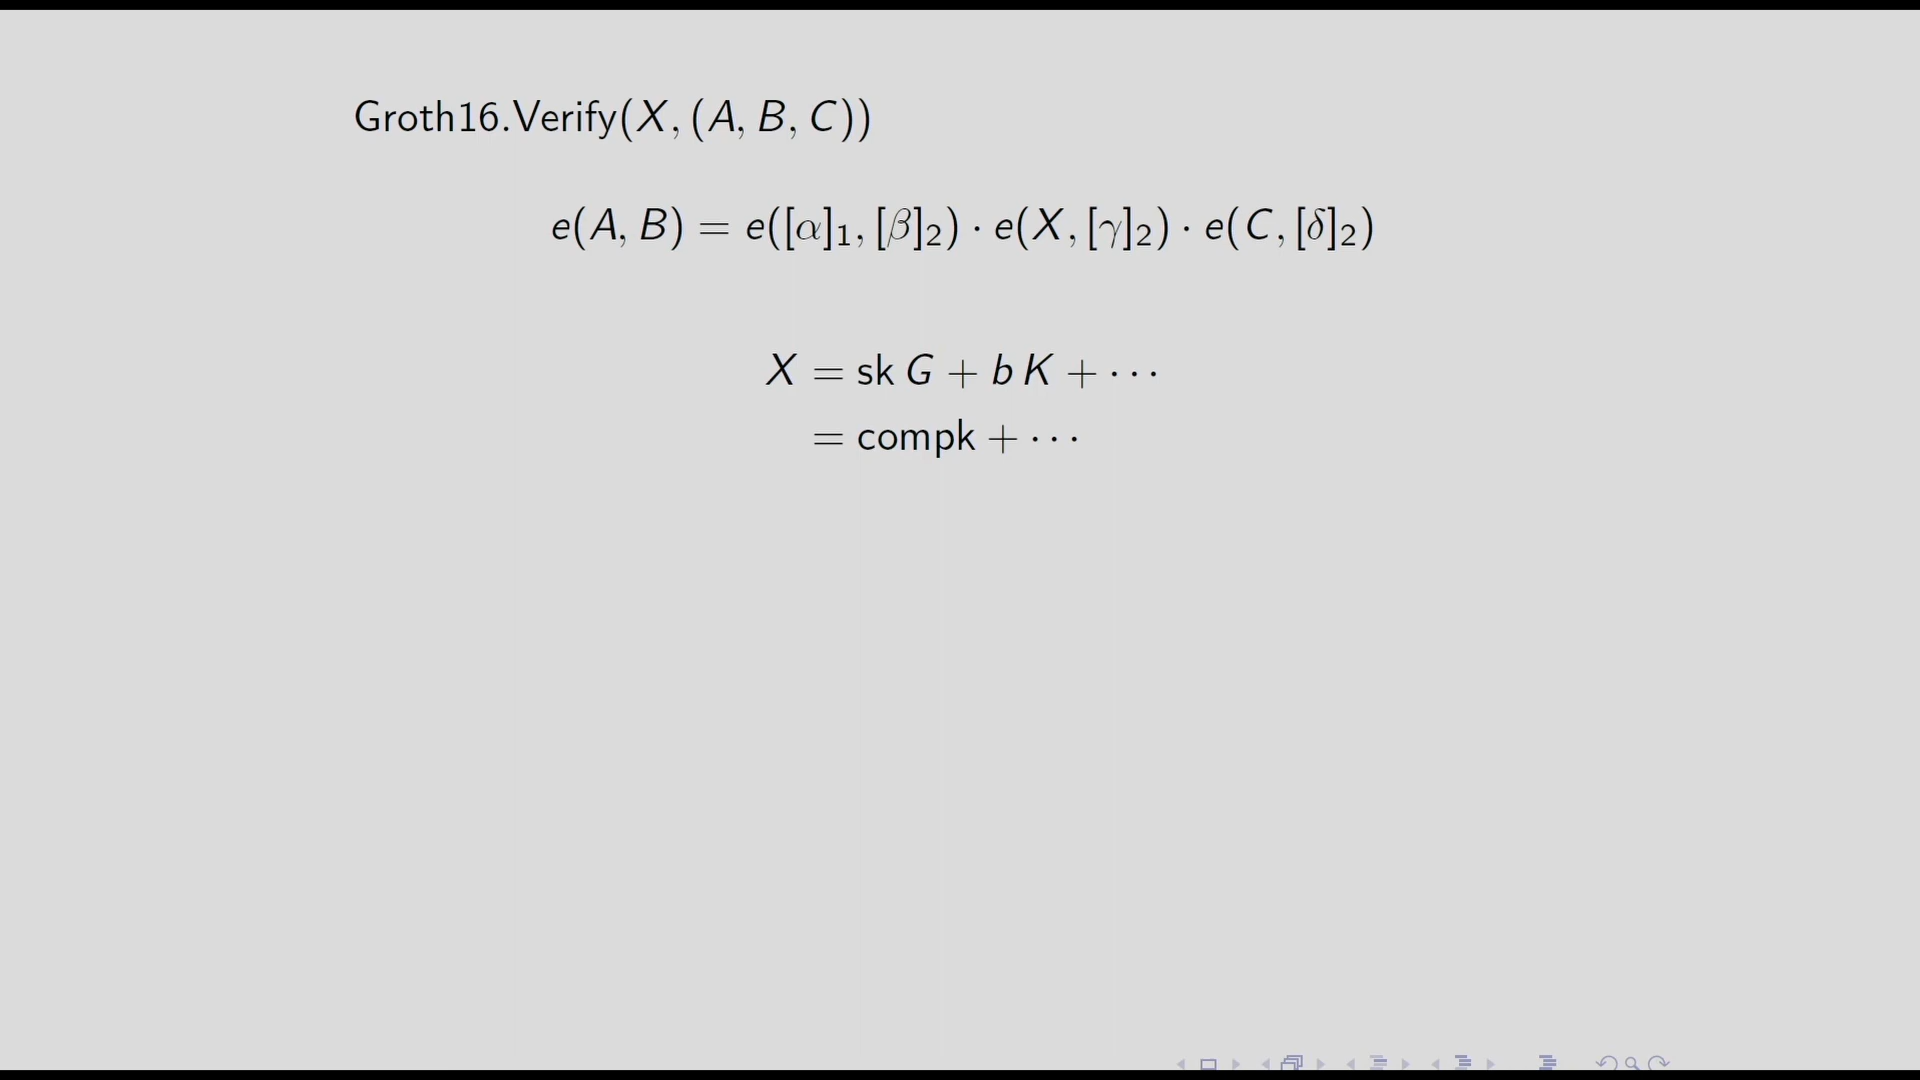 Groth16.Verify(X, (A, B, C))
e(A, B) = e([α]₁, [β]₂) · e(X, [γ]₂) · e(C, [δ]₂)
X = sk G + b K + ···
= compk + ···